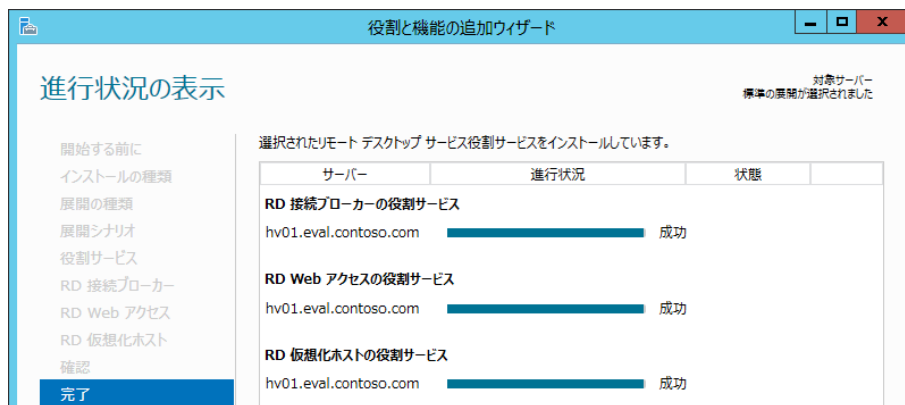 役割と機能の追加ウィザード
進行状況の表示
対象サーバー
標準の展開が選択されました
開始する前に
インストールの種類
展開の種類
展開シナリオ
役割サービス
RD 接続ブローカー
RD Web アクセス
RD 仮想化ホスト
確認
完了
選択されたリモート デスクトップ サービス役割サービスをインストールしています。
サーバー 進行状況 状態
RD 接続ブローカーの役割サービス
hv01.eval.contoso.com 成功
RD Web アクセスの役割サービス
hv01.eval.contoso.com 成功
RD 仮想化ホストの役割サービス
hv01.eval.contoso.com 成功